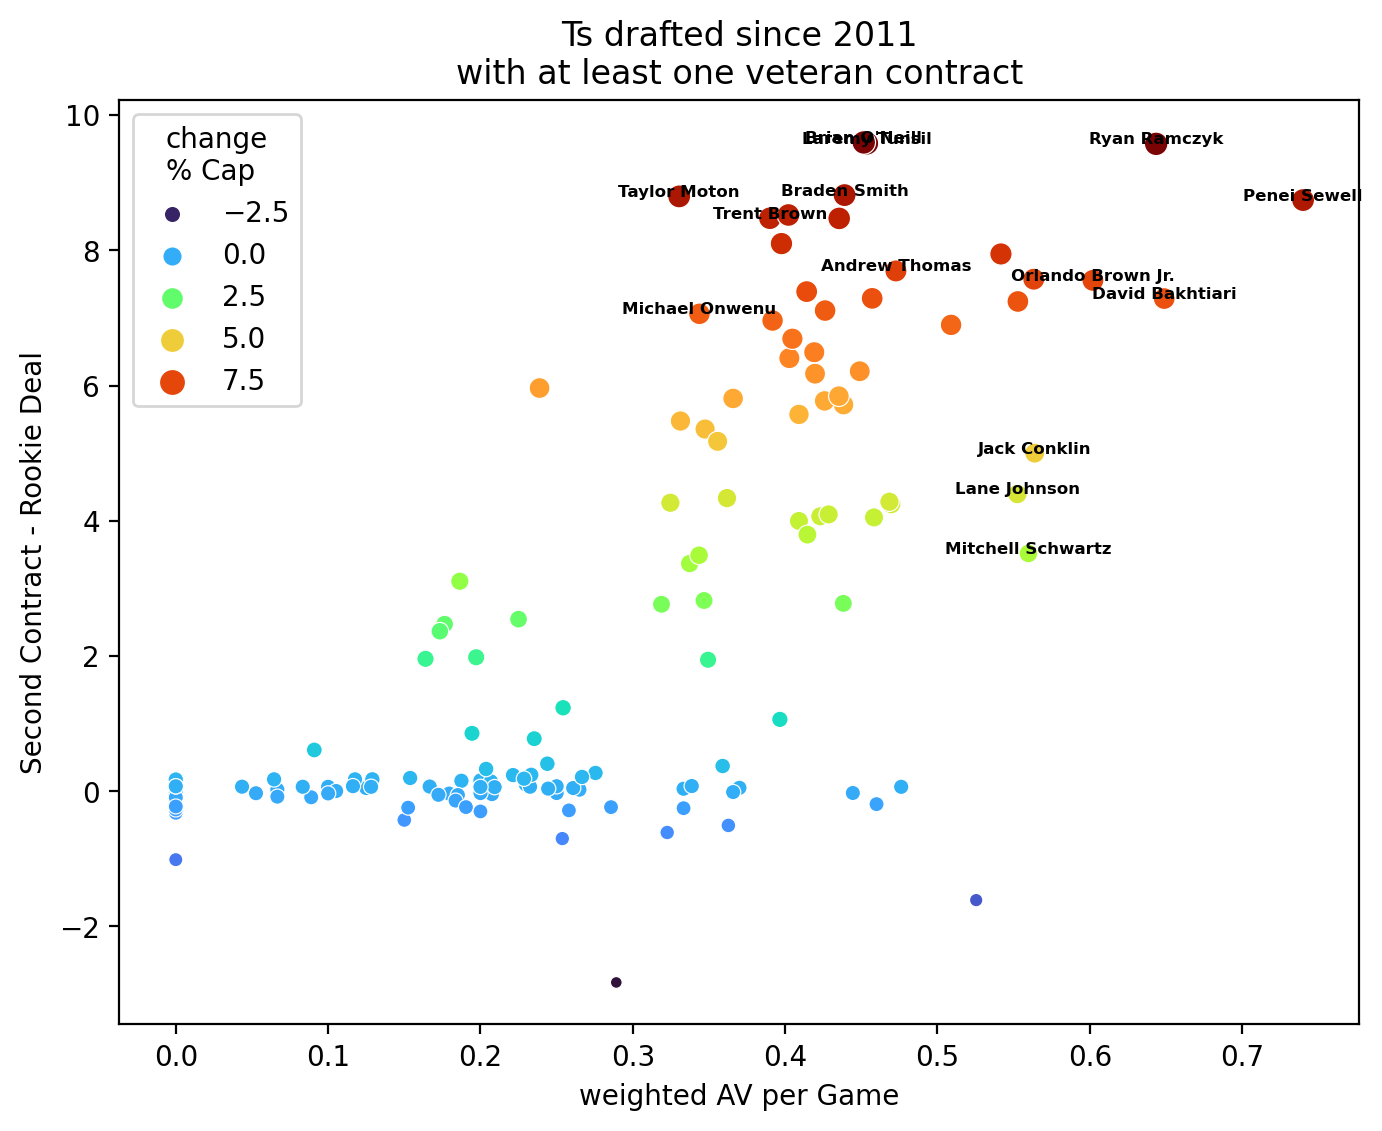 Ts drafted since 2011
with at least one veteran contract
change
% Cap
−2.5
0.0
2.5
5.0
7.5
Second Contract - Rookie Deal
10
8
6
4
2
0
−2
Ryan Ramczyk
Penei Sewell
Taylor Moton
Braden Smith
Trent Brown
Andrew Thomas
Orlando Brown Jr.
David Bakhtiari
Michael Onwenu
Jack Conklin
Lane Johnson
Mitchell Schwartz
0.0
0.1
0.2
0.3
0.4
0.5
0.6
0.7
weighted AV per Game